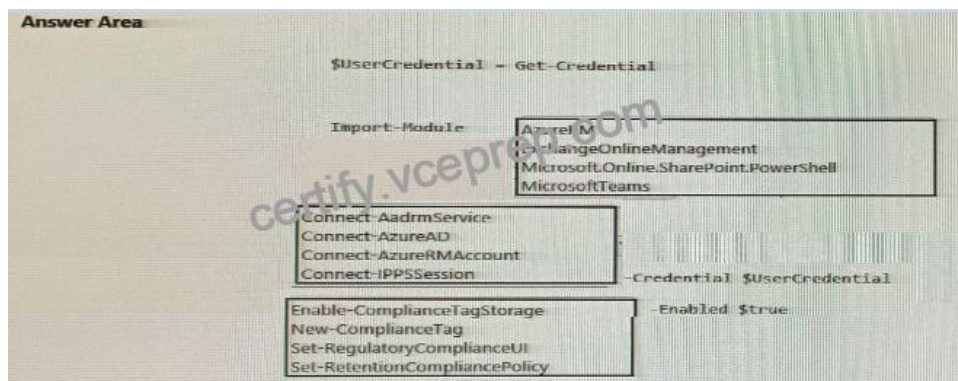 Answer Area
$UserCredential - Get-Credential
Import-Module
AzureRM
ExchangeOnlineManagement
Microsoft.Online.SharePoint.PowerShell
MicrosoftTeams
certify.vceprep.com
Connect-AadrmService
Connect-AzureAD
Connect-AzureRMAccount
Connect-IPPSSession
-Credential $UserCredential
Enable-ComplianceTagStorage
-Enabled $true
New-ComplianceTag
Set-RegulatoryComplianceUI
Set-RetentionCompliancePolicy